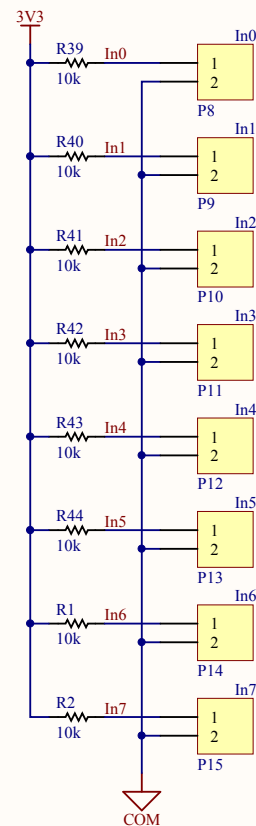 3V3
In0
R39
In0
1
10k
2
P8
In1
R40
In1
1
10k
2
P9
In2
R41
In2
1
10k
2
P10
In3
R42
In3
1
10k
2
P11
In4
R43
In4
1
10k
2
P12
In5
R44
In5
1
10k
2
P13
In6
R1
In6
1
10k
2
P14
In7
R2
In7
1
10k
2
P15
COM